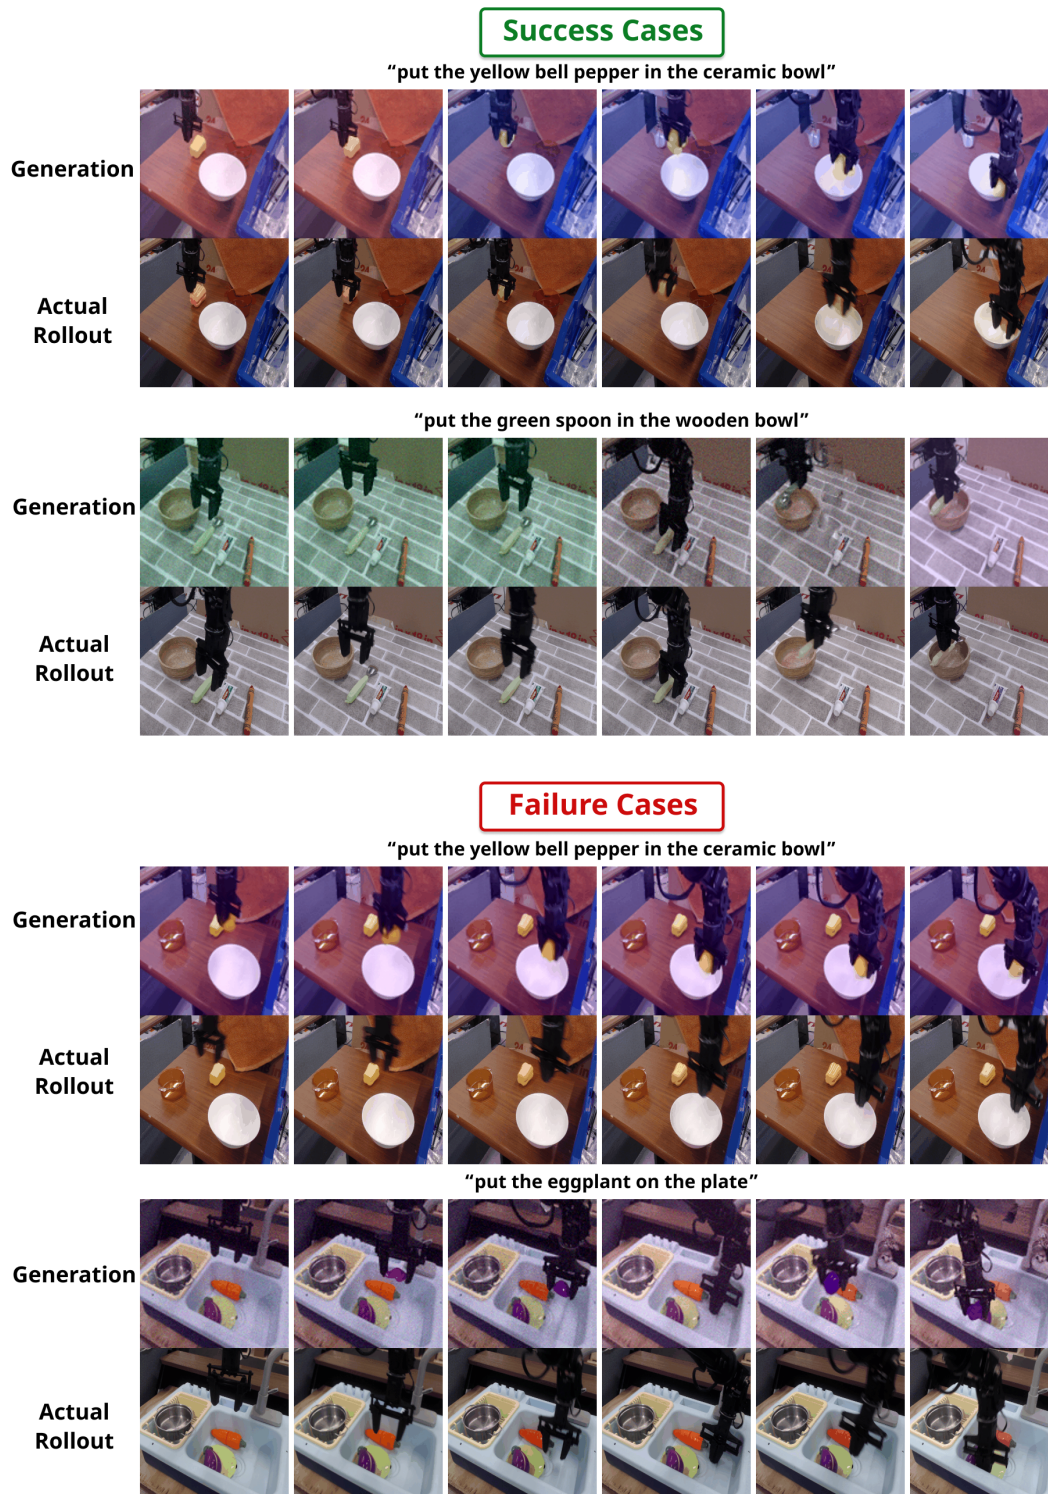 Success Cases
“put the yellow bell pepper in the ceramic bowl”
Generation
Actual
Rollout
“put the green spoon in the wooden bowl”
Generation
Actual
Rollout
Failure Cases
“put the yellow bell pepper in the ceramic bowl”
Generation
Actual
Rollout
“put the eggplant on the plate”
Generation
Actual
Rollout